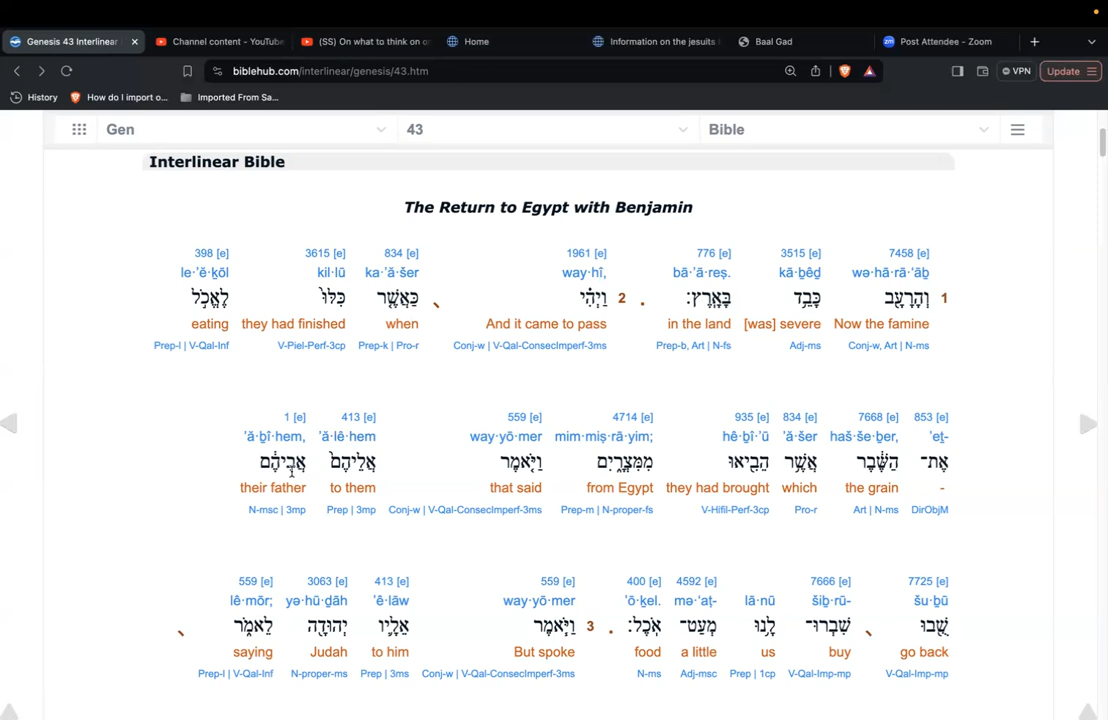 Genesis 43 Interlinear
Channel content - YouTube
(SS) On what to think on
Home
Information on the jesuits
Baal Gad
Post Attendee - Zoom
biblehub.com/interlinear/genesis/43.htm
VPN
Update
History
How do I import o...
Imported From Sa...
Gen
43
Bible
Interlinear Bible
The Return to Egypt with Benjamin
398 [e] 3615 [e] 834 [e] 1961 [e] 776 [e] 3515 [e] 7458 [e]
le·’ĕ·ḵōl kil·lū ka·’ă·šer way·hî, bā·’ā·reṣ. kā·ḇêḏ wə·hā·rā·‘āḇ
1 וְהָרָעָ֖ב כָּבֵ֥ד בָּאָֽרֶץ׃ . 2 וַיְהִ֗י 、 כַּאֲשֶׁ֤ר כִּלּוּ֙ לֶאֱכֹ֣ל
eating they had finished when And it came to pass in the land [was] severe Now the famine
Prep-l | V-Qal-Inf V-Piel-Perf-3cp Prep-k | Pro-r Conj-w | V-Qal-ConsecImperf-3ms Prep-b, Art | N-fs Adj-ms Conj-w, Art | N-ms
1 [e] 413 [e] 559 [e] 4714 [e] 935 [e] 834 [e] 7668 [e] 853 [e]
’ă·ḇî·hem, ’ă·lê·hem way·yō·mer mim·miṣ·rā·yim; hê·ḇî·’ū ’ă·šer haš·še·ḇer, ’eṯ-
אֶת־ הַשֶּׁ֔בֶר אֲשֶׁ֥ר הֵבִ֖יאוּ מִמִּצְרָ֑יִם וַיֹּ֤אמֶר אֲלֵיהֶם֙ אֲבִיהֶ֔ם
their father to them that said from Egypt they had brought which the grain -
N-msc | 3mp Prep | 3mp Conj-w | V-Qal-ConsecImperf-3ms Prep-m | N-proper-fs V-Hifil-Perf-3cp Pro-r Art | N-ms DirObjM
559 [e] 3063 [e] 413 [e] 559 [e] 400 [e] 4592 [e] 7666 [e] 7725 [e]
lê·mōr; yə·hū·ḏāh ’ê·lāw way·yō·mer ’ō·ḵel. mə·‘aṭ- lā·nū šiḇ·rū- šu·ḇū
שֻׁ֖בוּ 、 שִׁבְרוּ־ לָ֥נוּ מְעַט־ אֹֽכֶל׃ . 3 וַיֹּ֧אמֶר אֵלָ֛יו יְהוּדָ֖ה לֵאמֹ֑ר 、
saying Judah to him But spoke food a little us buy go back
Prep-l | V-Qal-Inf N-proper-ms Prep | 3ms Conj-w | V-Qal-ConsecImperf-3ms N-ms Adj-msc Prep | 1cp V-Qal-Imp-mp V-Qal-Imp-mp